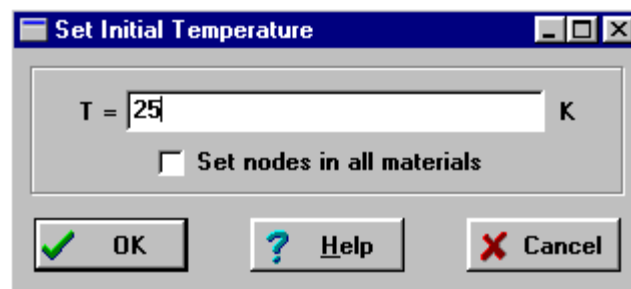 Set Initial Temperature
T = 25 K
Set nodes in all materials
OK Help Cancel